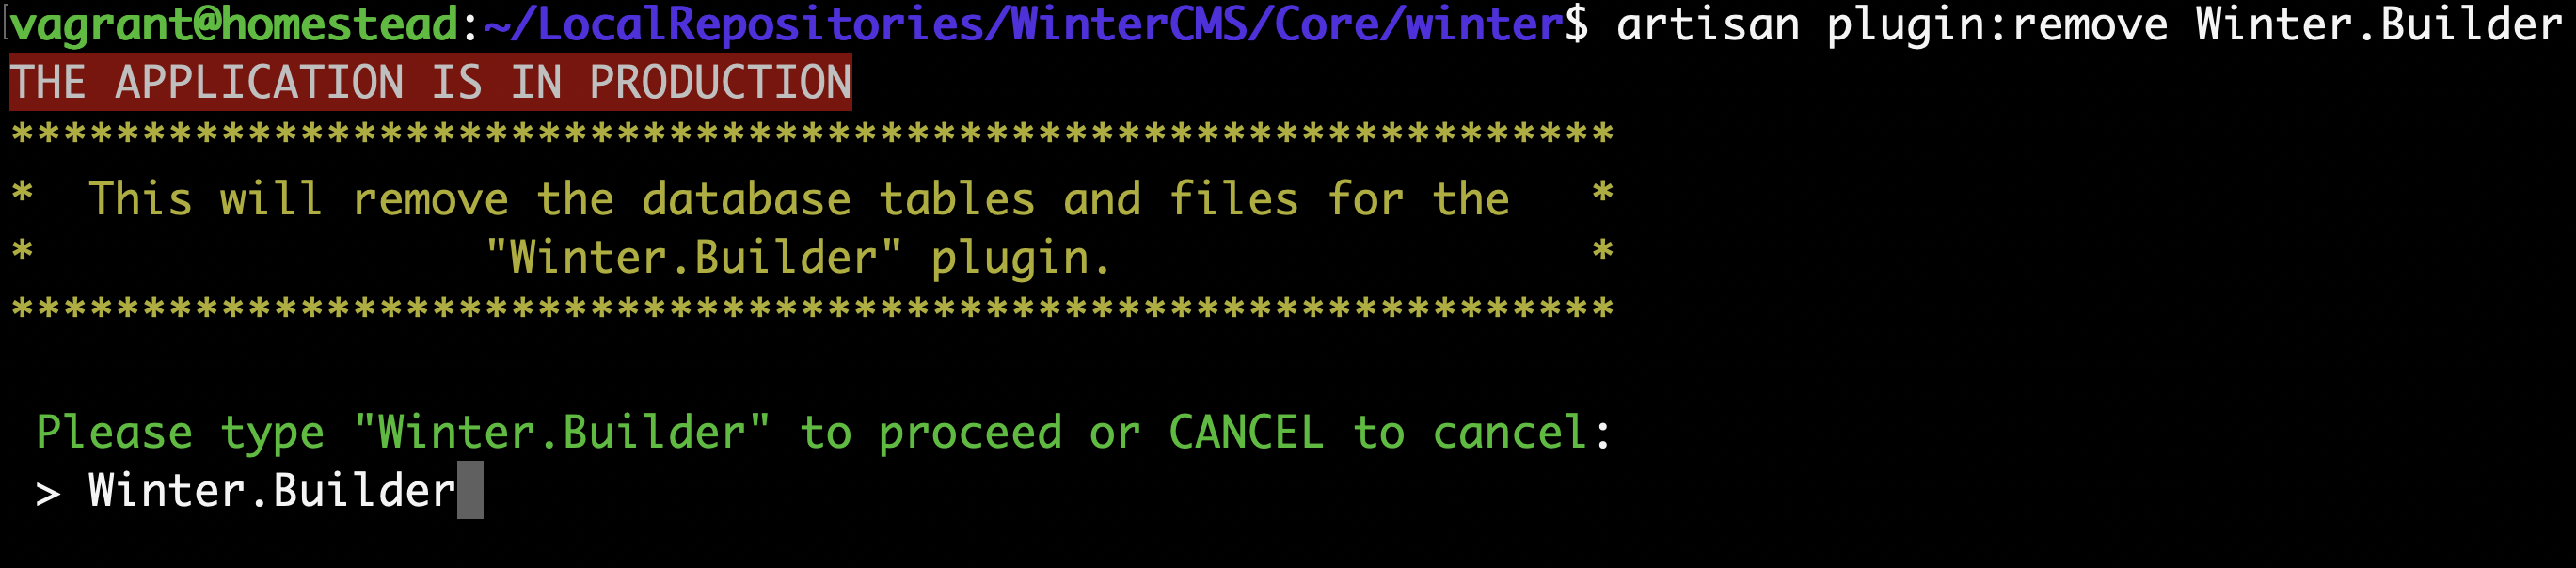 vagrant@homestead:~/LocalRepositories/WinterCMS/Core/winter$ artisan plugin:remove Winter.Builder
THE APPLICATION IS IN PRODUCTION
*************************************************************
*  This will remove the database tables and files for the   *
*                 "Winter.Builder" plugin.                  *
*************************************************************
Please type "Winter.Builder" to proceed or CANCEL to cancel:
> Winter.Builder